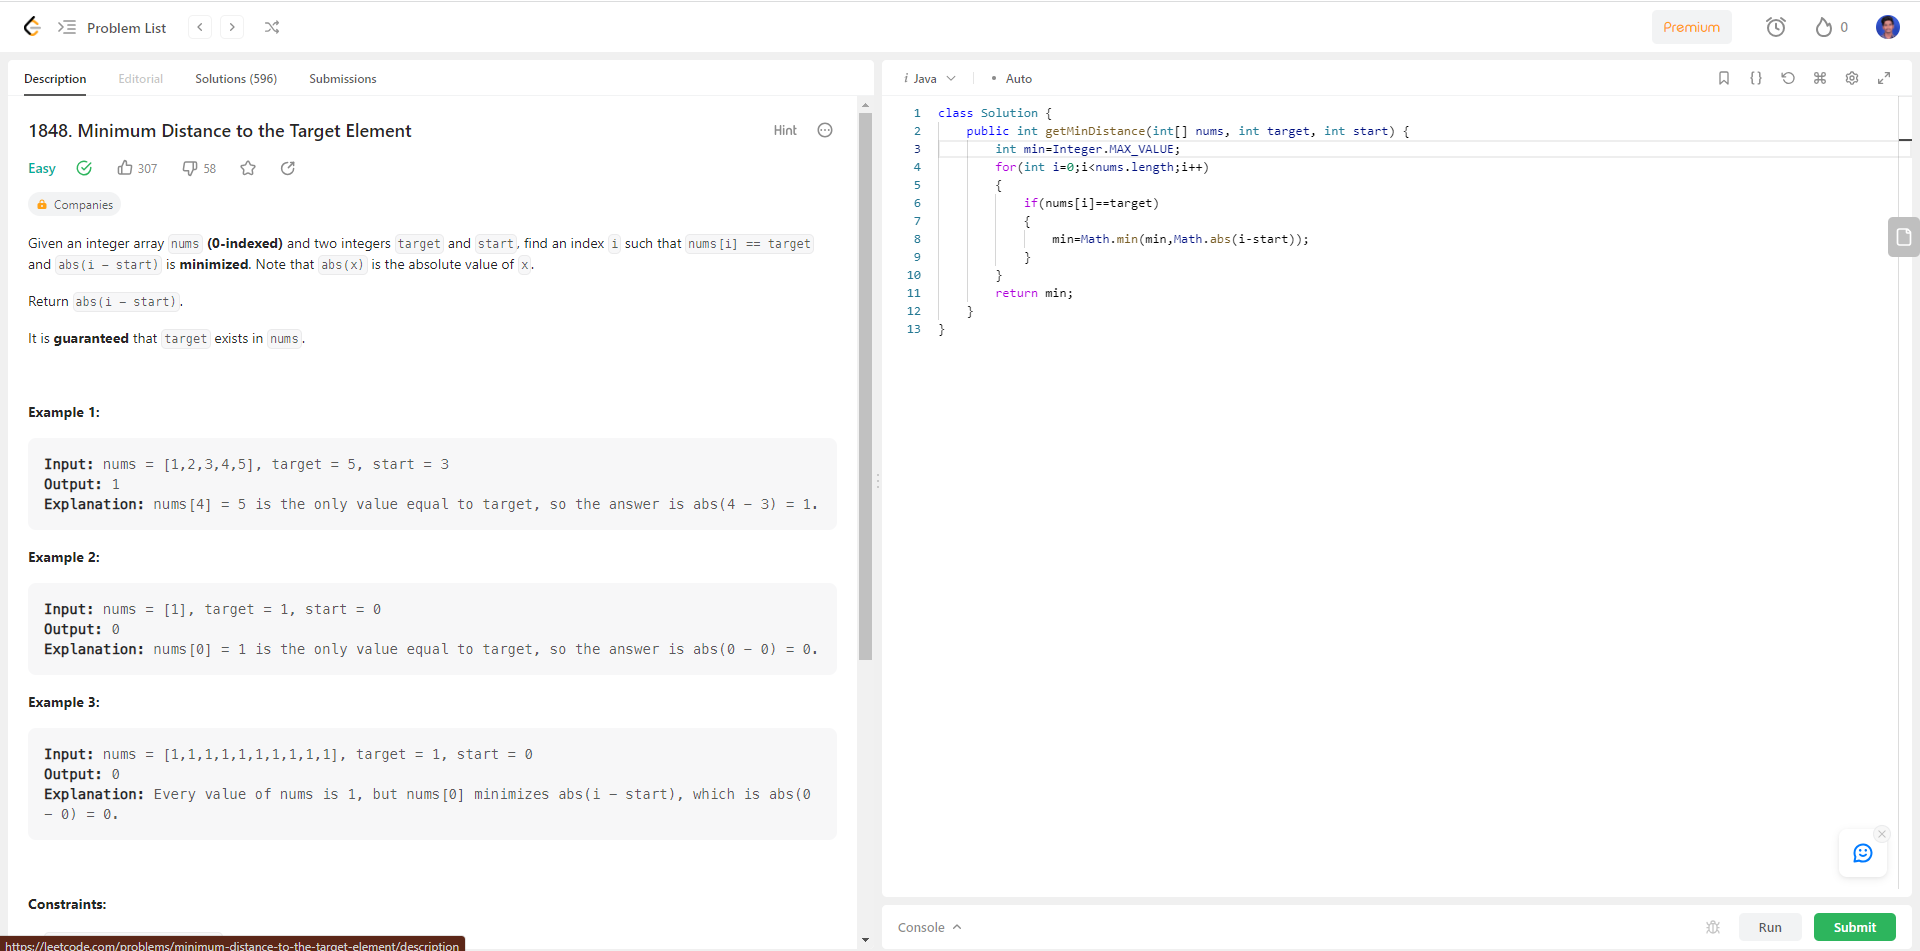 Problem List
Premium
0
Description Editorial Solutions (596) Submissions
1848. Minimum Distance to the Target Element
Hint
Easy 307 58
Companies
Given an integer array nums (0-indexed) and two integers target and start, find an index i such that nums[i] == target
and abs(i - start) is minimized. Note that abs(x) is the absolute value of x.
Return abs(i - start).
It is guaranteed that target exists in nums.
Example 1:
Input: nums = [1,2,3,4,5], target = 5, start = 3
Output: 1
Explanation: nums[4] = 5 is the only value equal to target, so the answer is abs(4 - 3) = 1.
Example 2:
Input: nums = [1], target = 1, start = 0
Output: 0
Explanation: nums[0] = 1 is the only value equal to target, so the answer is abs(0 - 0) = 0.
Example 3:
Input: nums = [1,1,1,1,1,1,1,1,1,1], target = 1, start = 0
Output: 0
Explanation: Every value of nums is 1, but nums[0] minimizes abs(i - start), which is abs(0
- 0) = 0.
Constraints:
https://leetcode.com/problems/minimum-distance-to-the-target-element/description
i Java • Auto
{}
1 class Solution {
2 public int getMinDistance(int[] nums, int target, int start) {
3 int min=Integer.MAX_VALUE;
4 for(int i=0;i<nums.length;i++)
5 {
6 if(nums[i]==target)
7 {
8 min=Math.min(min,Math.abs(i-start));
9 }
10 }
11 return min;
12 }
13 }
Console
Run
Submit